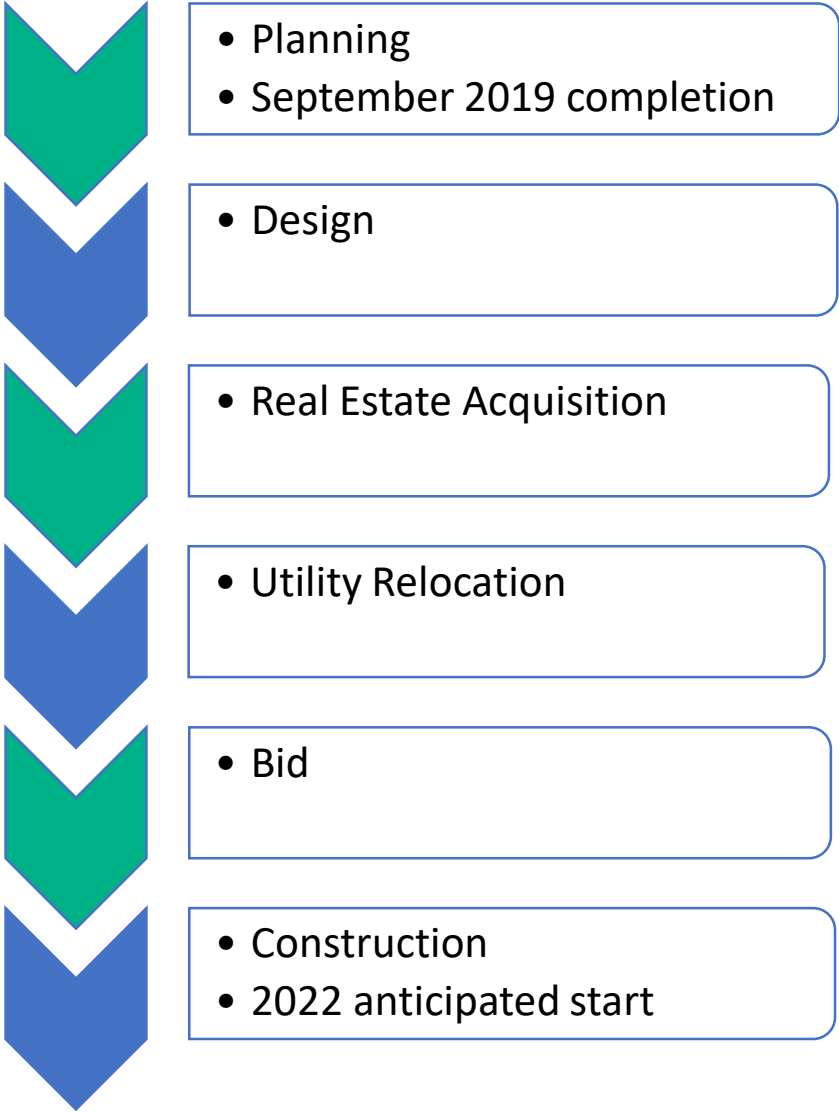 • Planning
• September 2019 completion
• Design
• Real Estate Acquisition
• Utility Relocation
• Bid
• Construction
• 2022 anticipated start